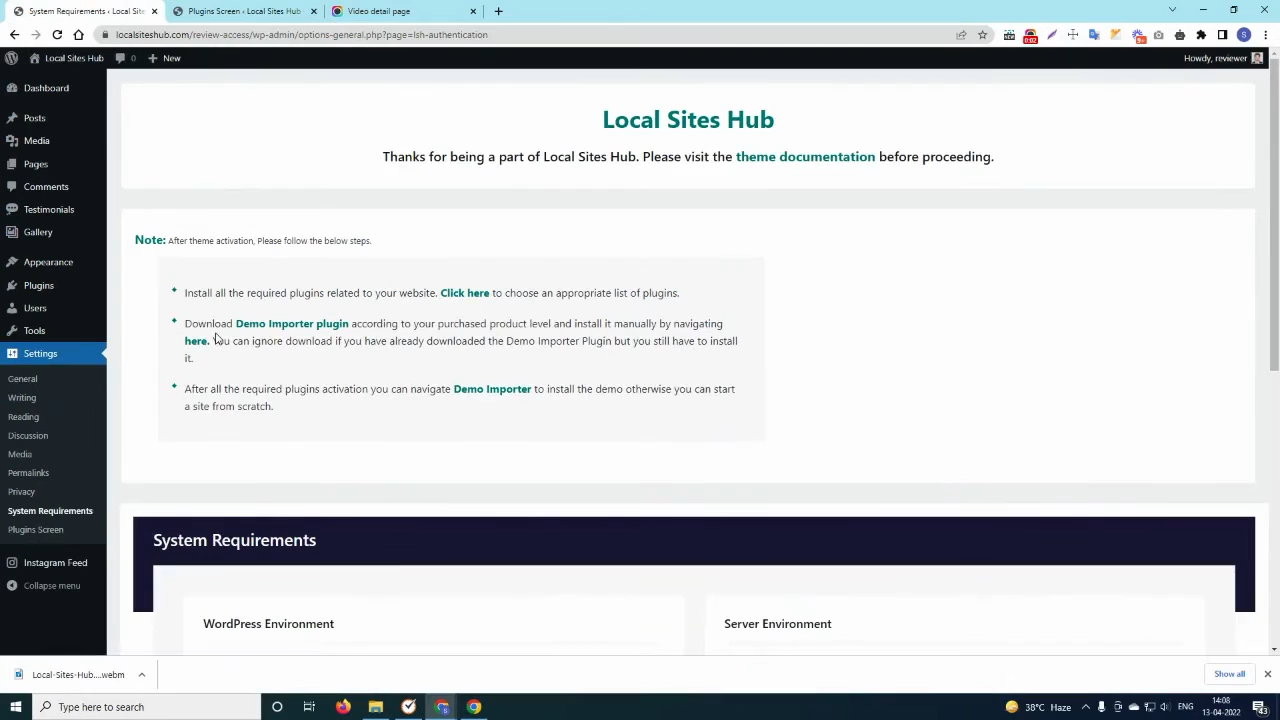 System Requirements ‹ Local Site
Plugins Screen ‹ Local Sites Hub
Video detail page
localsiteshub.com/review-access/wp-admin/options-general.php?page=lsh-authentication
Local Sites Hub
0
New
Howdy, reviewer
Dashboard
Posts
Media
Pages
Comments
Testimonials
Gallery
Appearance
Plugins
Users
Tools
Settings
General
Writing
Reading
Discussion
Media
Permalinks
Privacy
System Requirements
Plugins Screen
Instagram Feed
Collapse menu
Local Sites Hub
Thanks for being a part of Local Sites Hub. Please visit the theme documentation before proceeding.
Note: After theme activation, Please follow the below steps.
Install all the required plugins related to your website. Click here to choose an appropriate list of plugins.
Download Demo Importer plugin according to your purchased product level and install it manually by navigating
here. You can ignore download if you have already downloaded the Demo Importer Plugin but you still have to install
it.
After all the required plugins activation you can navigate Demo Importer to install the demo otherwise you can start
a site from scratch.
System Requirements
WordPress Environment
Server Environment
Local-Sites-Hub....webm
Show all
Type here to search
38°C Haze
ENG
14:08
13-04-2022